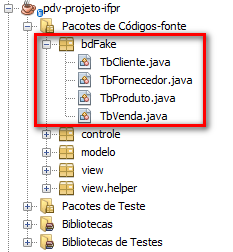 pdv-projeto-ifpr
Pacotes de Códigos-fonte
bdFake
TbCliente.java
TbFornecedor.java
TbProduto.java
TbVenda.java
controle
modelo
view
view.helper
Pacotes de Teste
Bibliotecas
Bibliotecas de Testes